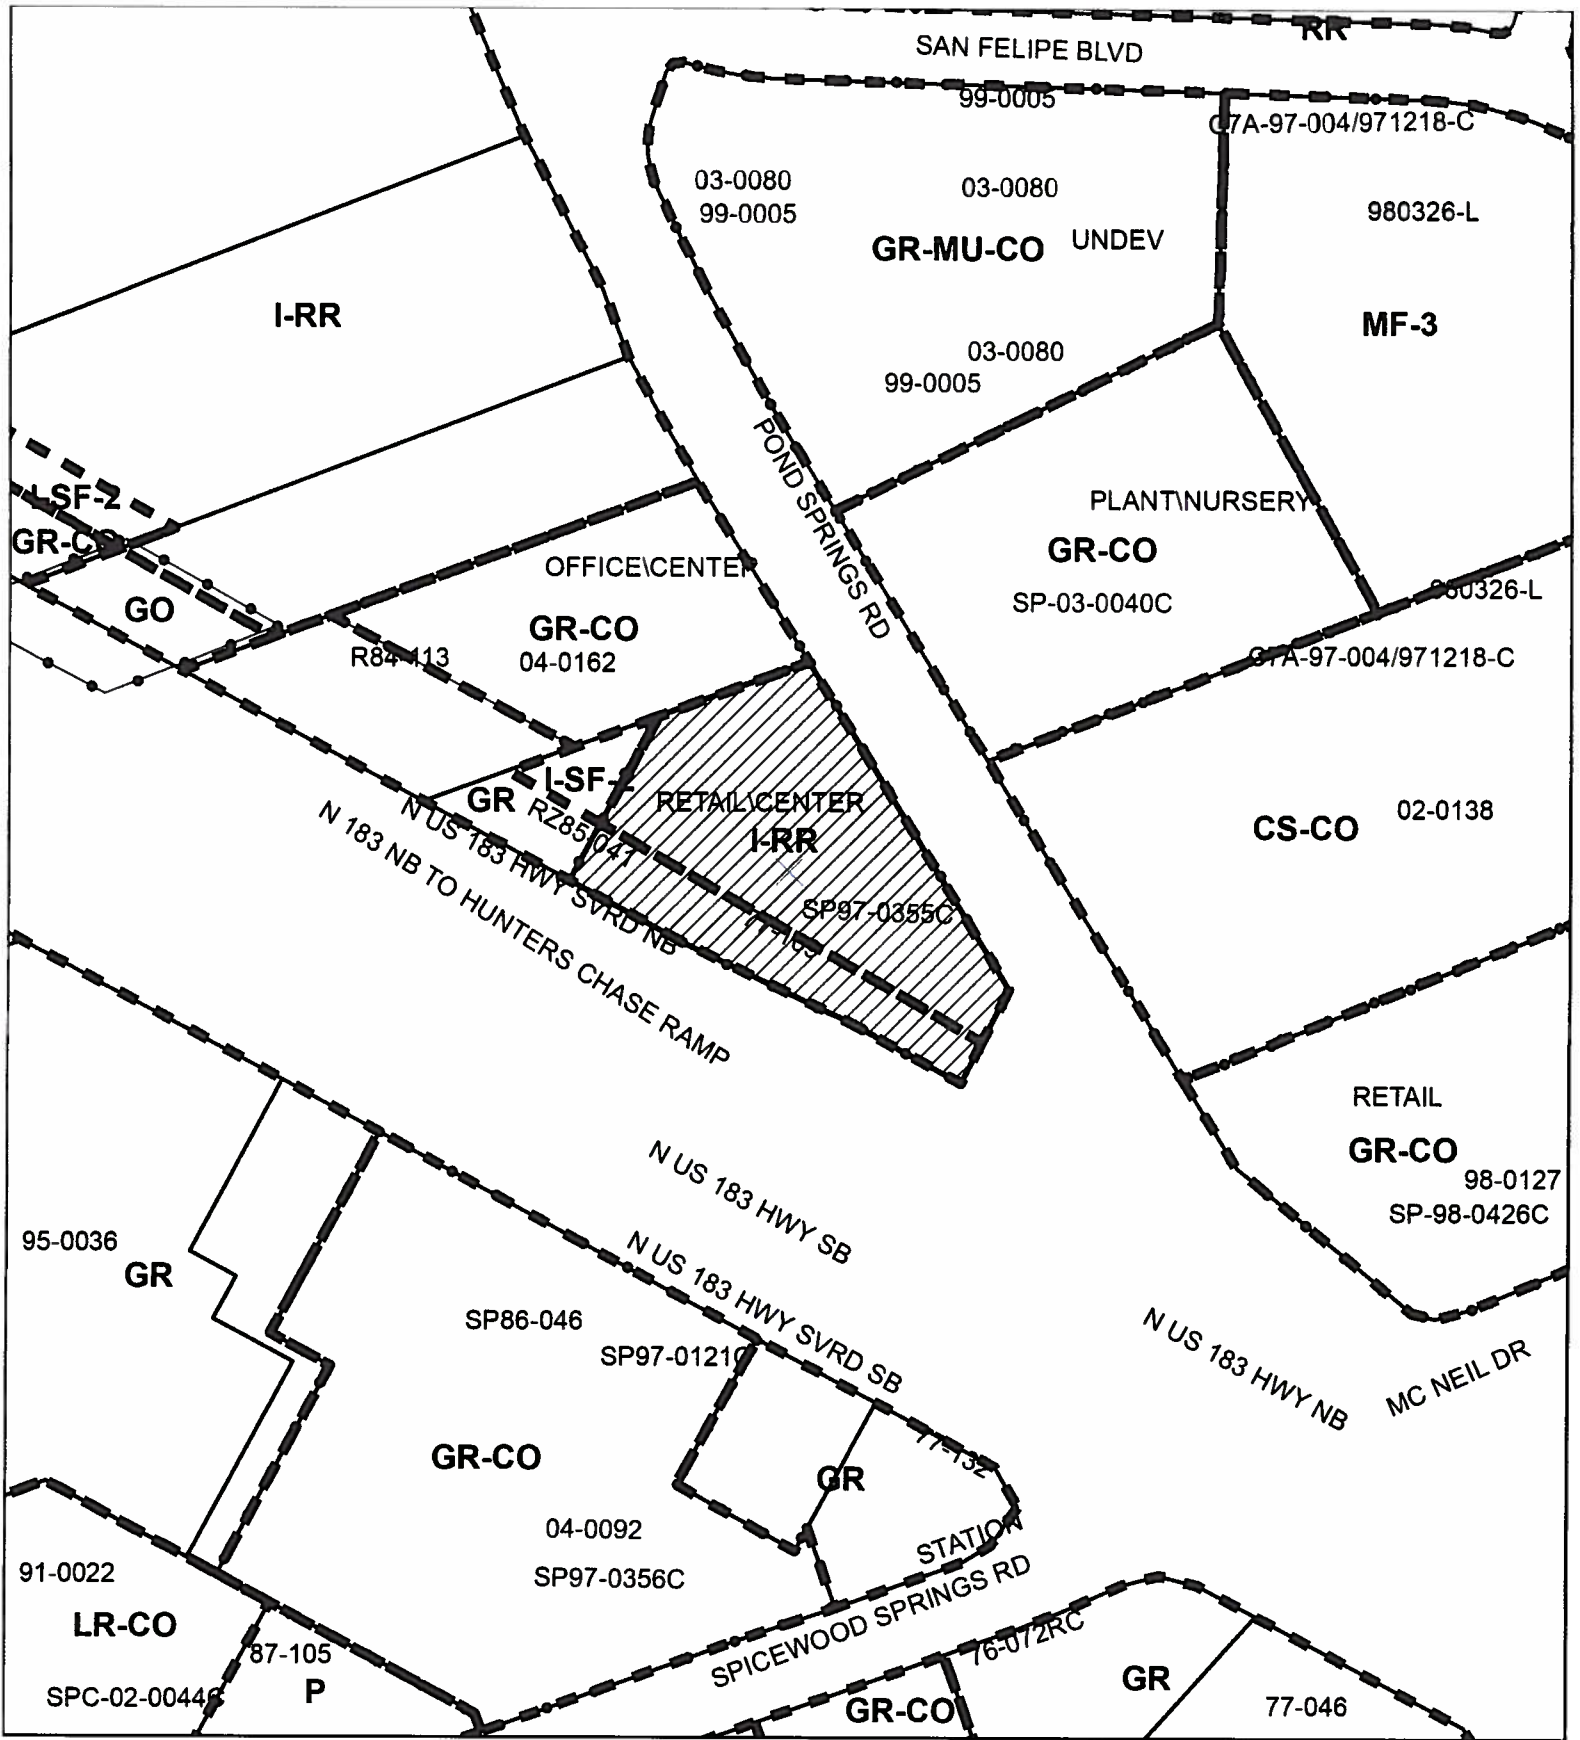 RR
SAN FELIPE BLVD
99-0005
C7A-97-004/971218-C
03-0080
03-0080
99-0005
980326-L
GR-MU-CO
UNDEV
I-RR
MF-3
03-0080
99-0005
POND SPRINGS RD
I-SF-2
PLANT\NURSERY
GR-CO
GR-CO
OFFICE\CENTER
980326-L
GO
SP-03-0040C
GR-CO
R84-113
04-0162
C7A-97-004/971218-C
I-SF-
GR
RETAIL\CENTER
RZ85-041
I-RR
CS-CO
02-0138
N US 183 HWY SVRD NB
N 183 NB TO HUNTERS CHASE RAMP
SP97-0355C
RETAIL
GR-CO
98-0127
SP-98-0426C
N US 183 HWY SB
95-0036
GR
N US 183 HWY SVRD SB
SP86-046
SP97-0121C
N US 183 HWY NB
MC NEIL DR
GR-CO
77-132
GR
04-0092
STATION
SP97-0356C
91-0022
LR-CO
SPICEWOOD SPRINGS RD
87-105
76-072RC
P
SPC-02-0044C
GR
GR-CO
77-046